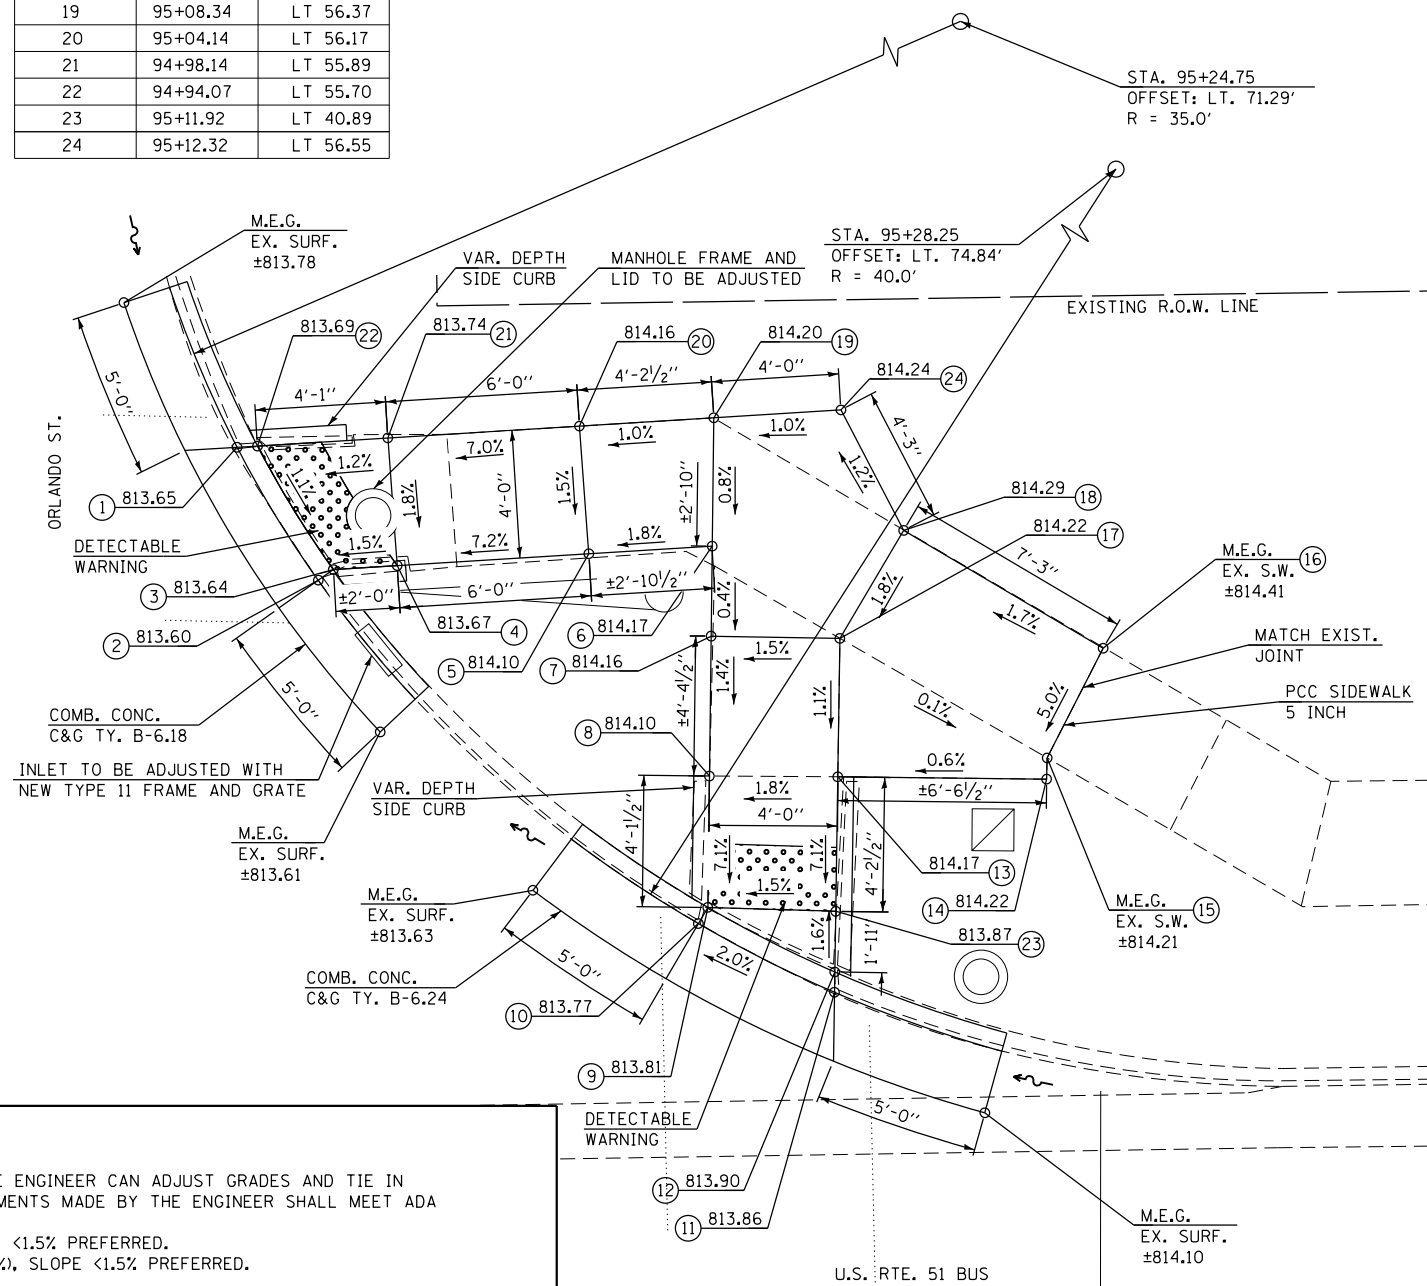 19 95+08.34 LT 56.37
20 95+04.14 LT 56.17
21 94+98.14 LT 55.89
22 94+94.07 LT 55.70
23 95+11.92 LT 40.89
24 95+12.32 LT 56.55
STA. 95+24.75
OFFSET: LT. 71.29'
R = 35.0'
M.E.G.
EX. SURF.
±813.78
VAR. DEPTH
SIDE CURB
MANHOLE FRAME AND
LID TO BE ADJUSTED
STA. 95+28.25
OFFSET: LT. 74.84'
R = 40.0'
EXISTING R.O.W. LINE
813.69 22
813.74 21
814.16 20
814.20 19
814.24 24
4'-1"
6'-0"
4'-2½"
4'-0"
5'-0"
4'-3"
ORLANDO ST.
1.2%
7.0%
1.0%
1.0%
1.2%
1.1%
1.8%
4'-0"
1.5%
±2'-10"
0.8%
1 813.65
814.29 18
814.22 17
DETECTABLE
WARNING
1.5%
7.2%
1.8%
7'-3"
M.E.G. 16
EX. S.W.
±814.41
3 813.64
±2'-0"
6'-0"
±2'-10½"
0.4%
1.8%
1.7%
MATCH EXIST.
JOINT
2 813.60
813.67 4
5 814.10
6 814.17
7 814.16
1.5%
PCC SIDEWALK
5 INCH
5'-0"
±4'-4½"
1.4%
1.1%
0.1%
5.0%
COMB. CONC.
C&G TY. B-6.18
8 814.10
INLET TO BE ADJUSTED WITH
NEW TYPE 11 FRAME AND GRATE
VAR. DEPTH
SIDE CURB
0.6%
1.8%
±6'-6½"
4'-0"
4'-1½"
7.1%
7.1%
4'-2½"
M.E.G.
EX. SURF.
±813.61
1.5%
814.17 13
M.E.G.
EX. SURF.
±813.63
14 814.22
M.E.G. 15
EX. S.W.
±814.21
813.87 23
1.6%
1'-11"
2.0%
5'-0"
COMB. CONC.
C&G TY. B-6.24
10 813.77
9 813.81
DETECTABLE
WARNING
5'-0"
12 813.90
11 813.86
M.E.G.
EX. SURF.
±814.10
E ENGINEER CAN ADJUST GRADES AND TIE IN
MENTS MADE BY THE ENGINEER SHALL MEET ADA
<1.5% PREFERRED.
%), SLOPE <1.5% PREFERRED.
U.S. RTE. 51 BUS